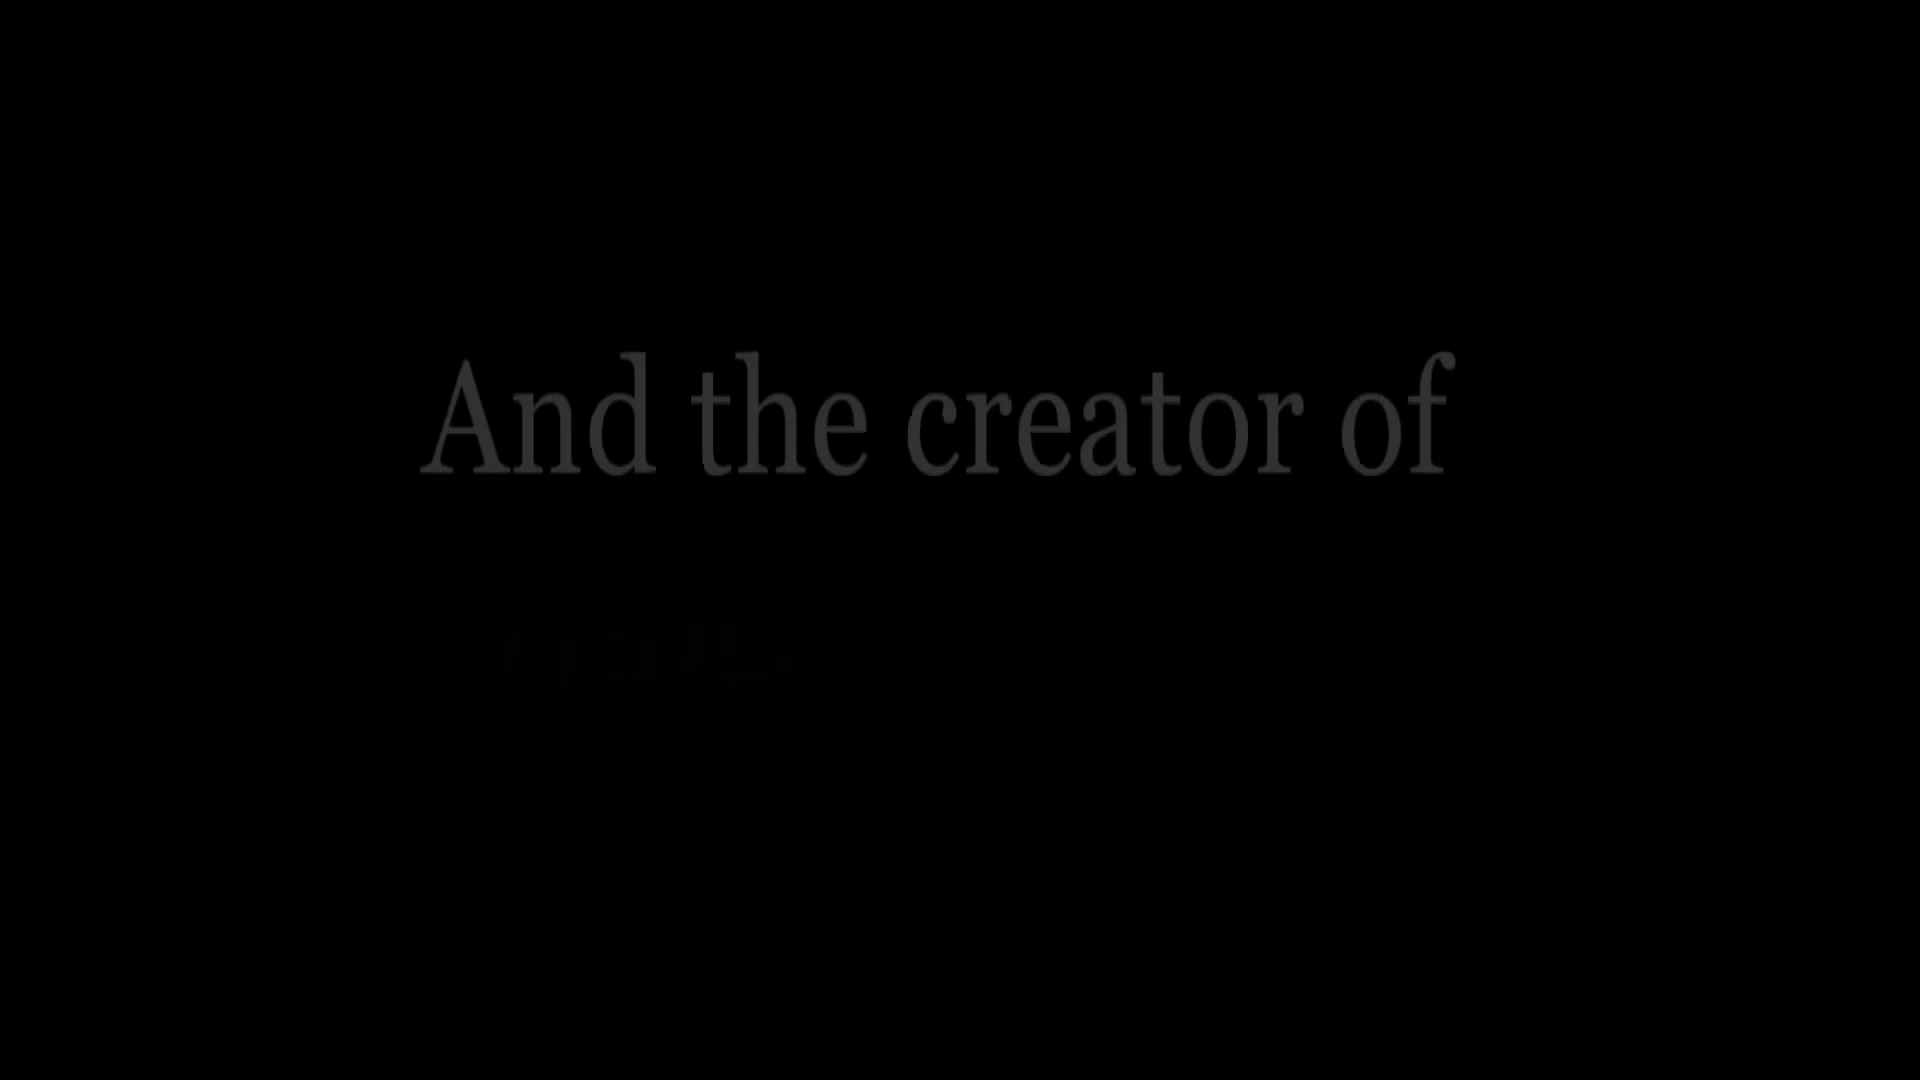 And the creator of